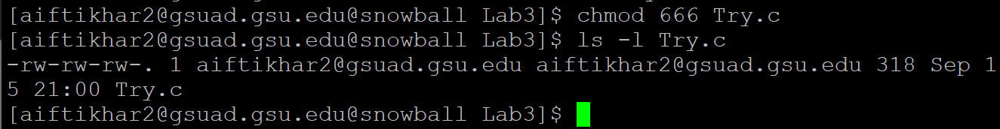 [aiftikhar2@gsuad.gsu.edu@snowball Lab3]$ chmod 666 Try.c
[aiftikhar2@gsuad.gsu.edu@snowball Lab3]$ ls -l Try.c
-rw-rw-rw-. 1 aiftikhar2@gsuad.gsu.edu aiftikhar2@gsuad.gsu.edu 318 Sep 1
5 21:00 Try.c
[aiftikhar2@gsuad.gsu.edu@snowball Lab3]$